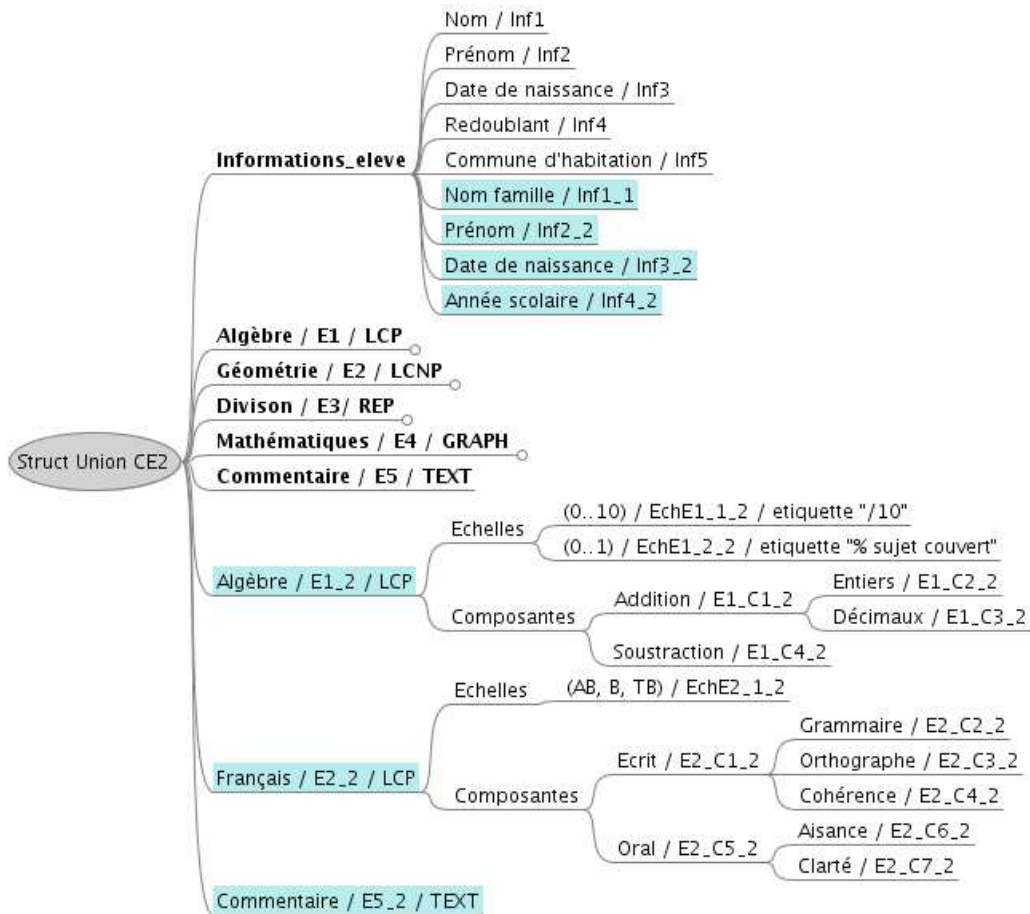 Nom / Inf1
Prénom / Inf2
Date de naissance / Inf3
Redoublant / Inf4
Informations_eleve
Commune d'habitation / Inf5
Nom famille / Inf1_1
Prénom / Inf2_2
Date de naissance / Inf3_2
Année scolaire / Inf4_2
Algèbre / E1 / LCP
Géométrie / E2 / LCNP
Divison / E3/ REP
Mathématiques / E4 / GRAPH
Struct Union CE2
Commentaire / E5 / TEXT
Algèbre / E1_2 / LCP
Echelles
(0..10) / EchE1_1_2 / etiquette "/10"
(0..1) / EchE1_2_2 / etiquette "% sujet couvert"
Composantes
Addition / E1_C1_2
Entiers / E1_C2_2
Décimaux / E1_C3_2
Soustraction / E1_C4_2
Français / E2_2 / LCP
Echelles
(AB, B, TB) / EchE2_1_2
Composantes
Ecrit / E2_C1_2
Grammaire / E2_C2_2
Orthographe / E2_C3_2
Cohérence / E2_C4_2
Oral / E2_C5_2
Aisance / E2_C6_2
Clarté / E2_C7_2
Commentaire / E5_2 / TEXT